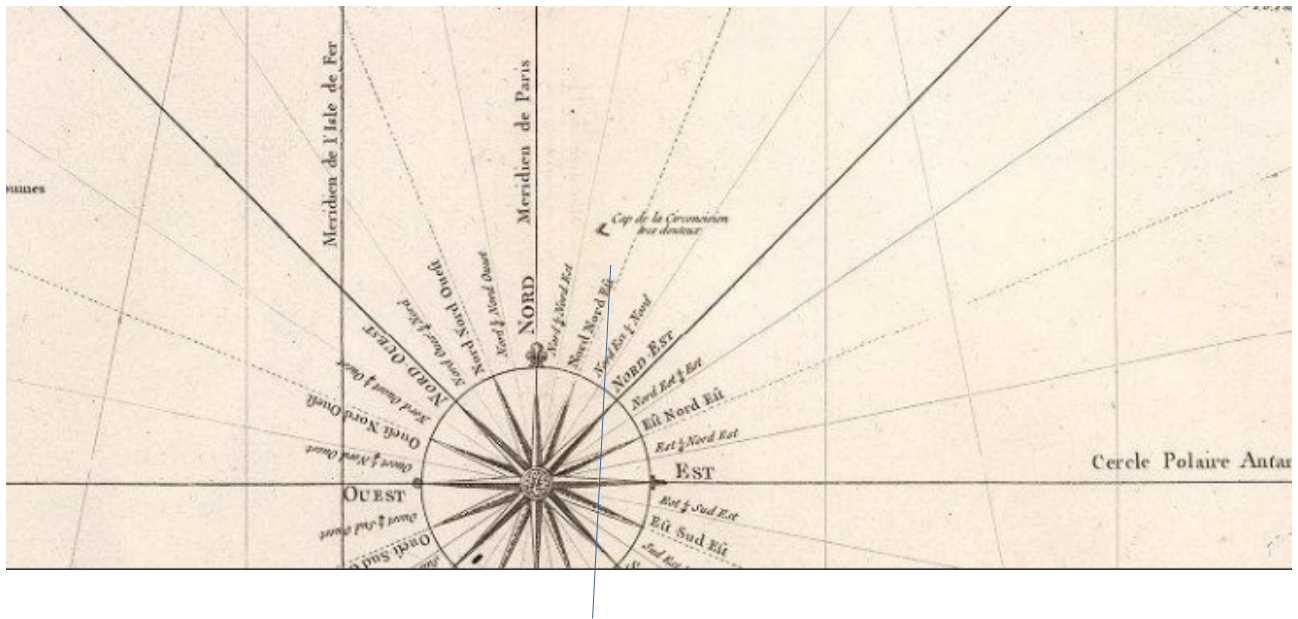 Meridien de l'Isle de Fer
Meridien de Paris
Cap de la Circoncision
tres douteux
Nord Ouest
Nord Ouest ¼ Nord
Nord Nord Ouest
Nord ¼ Nord Ouest
NORD
Nord ¼ Nord Est
Nord Nord Est
Nord Est ¼ Nord
NORD EST
Nord Est ¼ Est
Est Nord Est
Est ¼ Nord Est
EST
Cercle Polaire Antar
Nord Ouest ¼ Ouest
Ouest Nord Ouest
Ouest ¼ Nord Ouest
OUEST
Ouest ¼ Sud Ouest
Ouest Sud
Est ¼ Sud Est
Est Sud Est
Sud Est